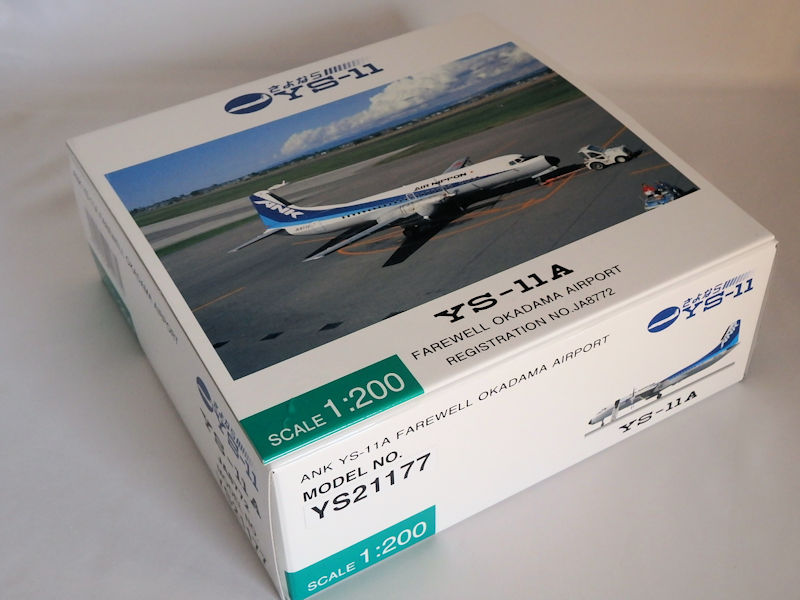 さよなら
YS-11
AIR NIPPON
ANK
YS-11A
FAREWELL OKADAMA AIRPORT
REGISTRATION NO.JA8772
SCALE 1:200
さよなら
YS-11
ANK YS-11A FAREWELL OKADAMA AIRPORT
MODEL NO.
YS21177
YS-11A
SCALE 1:200
YS-11